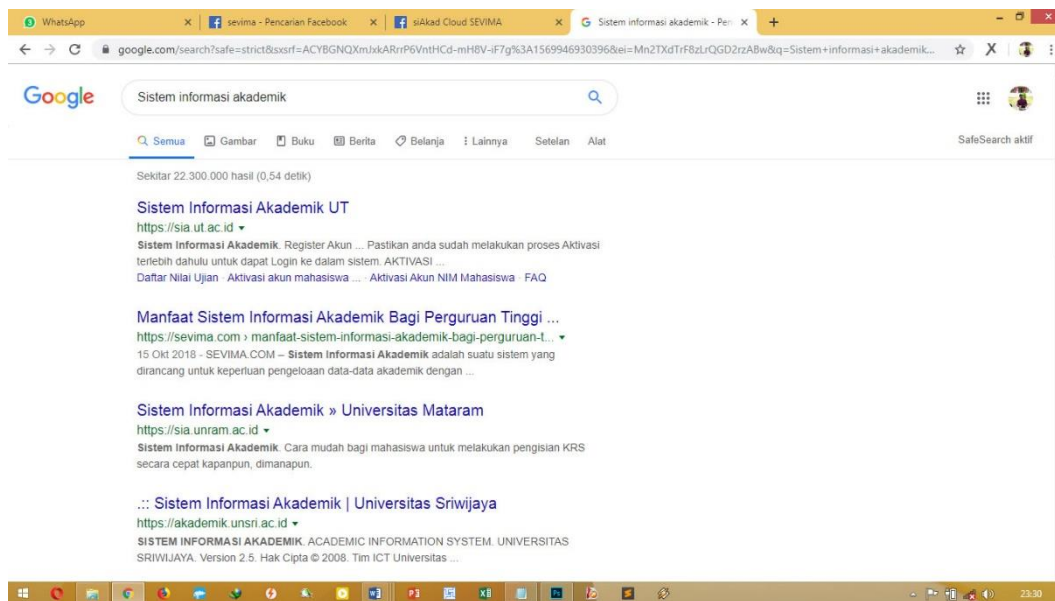 WhatsApp
sevima - Pencarian Facebook
siAkad Cloud SEVIMA
Sistem informasi akademik - Pen
google.com/search?safe=strict&sxsrf=ACYBGNQXmJxkARrrP6VntHCd-mH8V-iF7g%3A1569946930396&ei=Mn2TXdTrF8zLrQGD2rzABw&q=Sistem+informasi+akademik...
Google
Sistem informasi akademik
Semua Gambar Buku Berita Belanja Lainnya Setelan Alat
SafeSearch aktif
Sekitar 22.300.000 hasil (0,54 detik)
Sistem Informasi Akademik UT
https://sia.ut.ac.id
Sistem Informasi Akademik. Register Akun ... Pastikan anda sudah melakukan proses Aktivasi
terlebih dahulu untuk dapat Login ke dalam sistem. AKTIVASI ...
Daftar Nilai Ujian · Aktivasi akun mahasiswa ... · Aktivasi Akun NIM Mahasiswa · FAQ
Manfaat Sistem Informasi Akademik Bagi Perguruan Tinggi ...
https://sevima.com › manfaat-sistem-informasi-akademik-bagi-perguruan-t...
15 Okt 2018 - SEVIMA.COM – Sistem Informasi Akademik adalah suatu sistem yang
dirancang untuk keperluan pengeloaan data-data akademik dengan ...
Sistem Informasi Akademik » Universitas Mataram
https://sia.unram.ac.id
Sistem Informasi Akademik. Cara mudah bagi mahasiswa untuk melakukan pengisian KRS
secara cepat kapanpun, dimanapun.
.:: Sistem Informasi Akademik | Universitas Sriwijaya
https://akademik.unsri.ac.id
SISTEM INFORMASI AKADEMIK. ACADEMIC INFORMATION SYSTEM. UNIVERSITAS
SRIWIJAYA. Version 2.5. Hak Cipta © 2008. Tim ICT Universitas ...
23:30